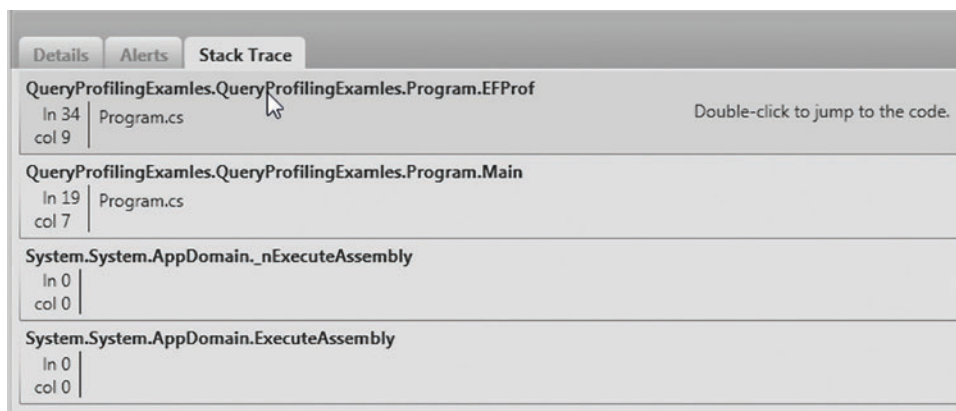 Details Alerts Stack Trace
QueryProfilingExamles.QueryProfilingExamles.Program.EFProf
ln 34 Program.cs Double-click to jump to the code.
col 9
QueryProfilingExamles.QueryProfilingExamles.Program.Main
ln 19 Program.cs
col 7
System.System.AppDomain._nExecuteAssembly
ln 0
col 0
System.System.AppDomain.ExecuteAssembly
ln 0
col 0